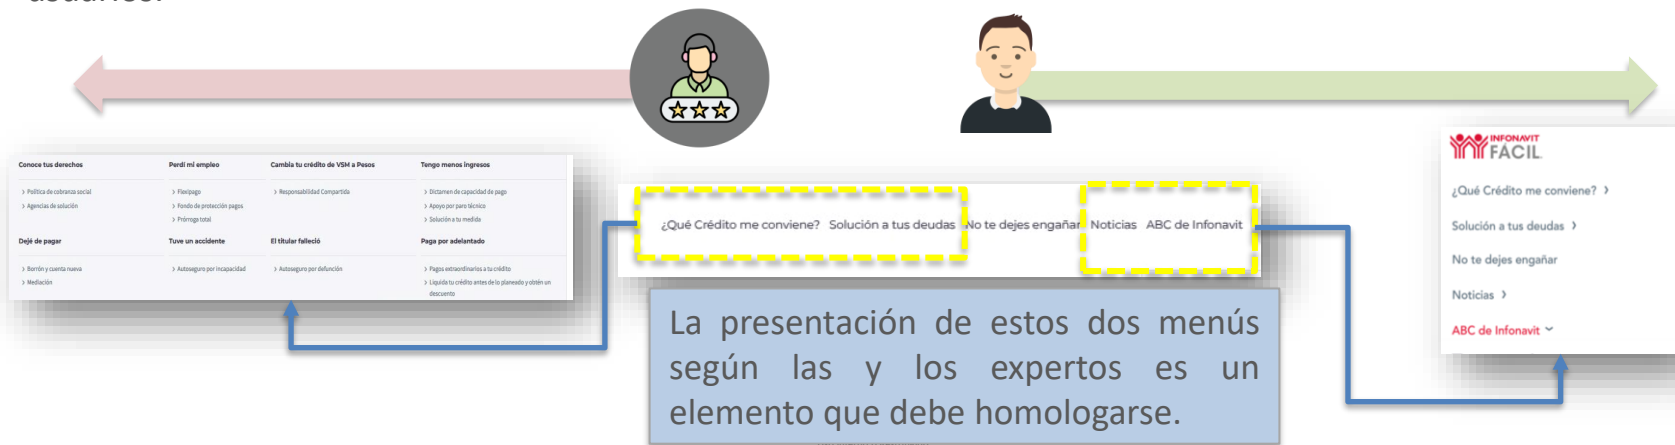 usuarios.
Conoce tus derechos
> Política de cobranza social
> Agencias de solución
Perdí mi empleo
> Flexipago
> Fondo de protección pagos
> Prórroga total
Cambia tu crédito de VSM a Pesos
> Responsabilidad Compartida
Tengo menos ingresos
> Dictamen de capacidad de pago
> Apoyo por paro técnico
> Solución a tu medida
Dejé de pagar
> Borrón y cuenta nueva
> Mediación
Tuve un accidente
> Autoseguro por incapacidad
El titular falleció
> Autoseguro por defunción
Paga por adelantado
> Pagos extraordinarios a tu crédito
> Liquida tu crédito antes de lo planeado y obtén un
descuento
¿Qué Crédito me conviene? Solución a tus deudas No te dejes engañar Noticias ABC de Infonavit
La presentación de estos dos menús
según las y los expertos es un
elemento que debe homologarse.
INFONAVIT
FÁCIL
¿Qué Crédito me conviene? >
Solución a tus deudas >
No te dejes engañar
Noticias >
ABC de Infonavit